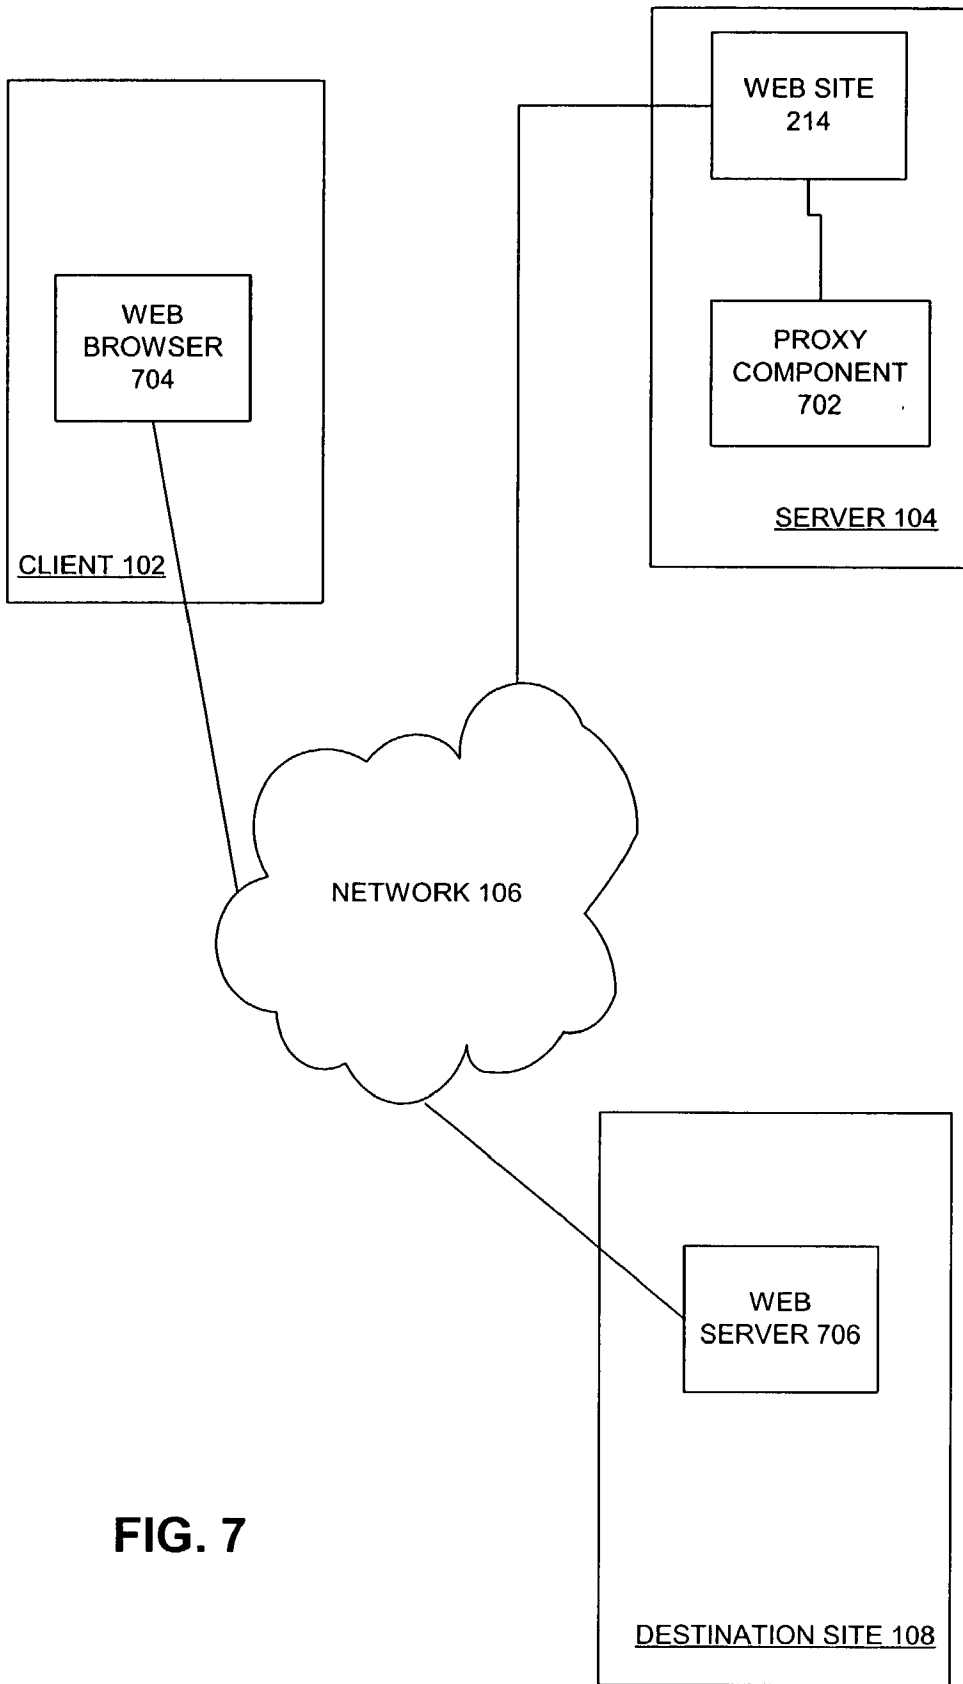 WEB SITE
214
WEB
BROWSER
704
PROXY
COMPONENT
702
SERVER 104
CLIENT 102
NETWORK 106
WEB
SERVER 706
FIG. 7
DESTINATION SITE 108